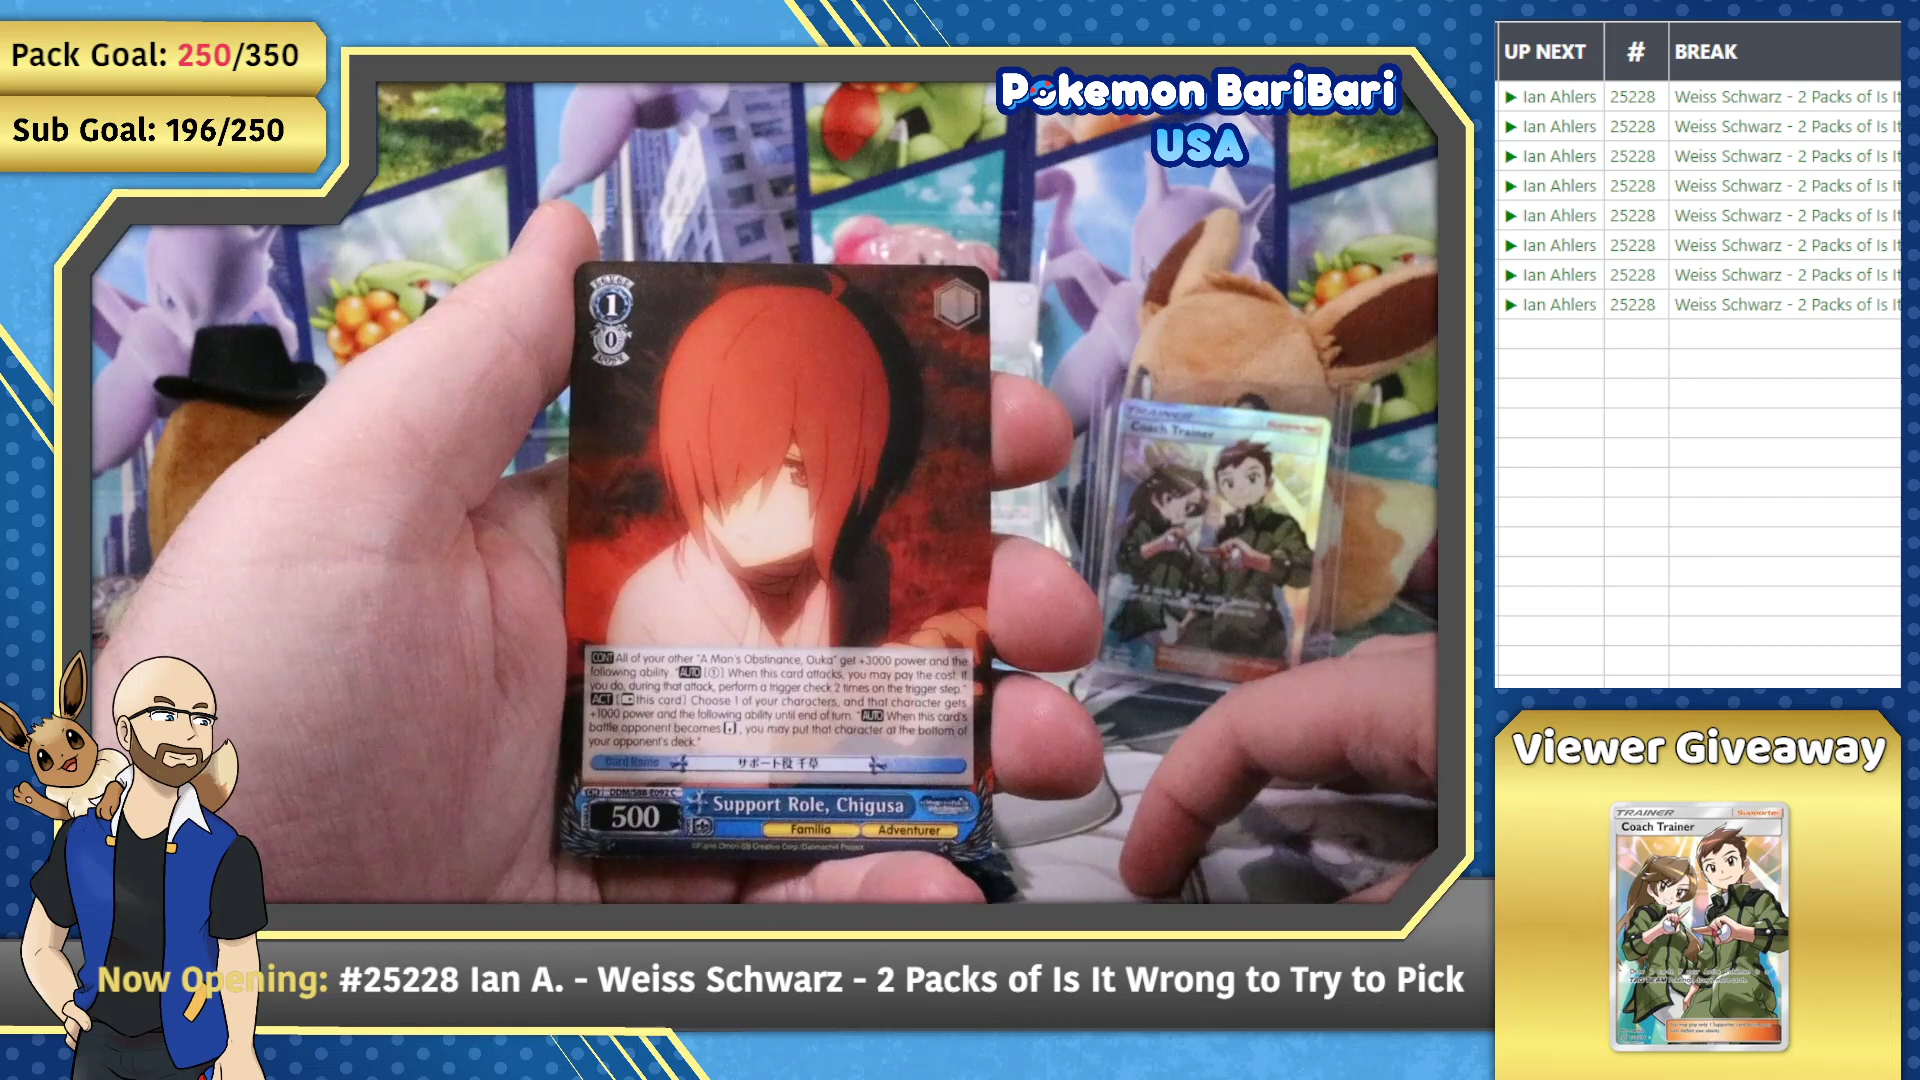 Pack Goal: 250/350
Sub Goal: 196/250
Pokemon BariBari
USA
UP NEXT # BREAK
Ian Ahlers 25228 Weiss Schwarz - 2 Packs of Is It
Ian Ahlers 25228 Weiss Schwarz - 2 Packs of Is It
Ian Ahlers 25228 Weiss Schwarz - 2 Packs of Is It
Ian Ahlers 25228 Weiss Schwarz - 2 Packs of Is It
Ian Ahlers 25228 Weiss Schwarz - 2 Packs of Is It
Ian Ahlers 25228 Weiss Schwarz - 2 Packs of Is It
Ian Ahlers 25228 Weiss Schwarz - 2 Packs of Is It
Ian Ahlers 25228 Weiss Schwarz - 2 Packs of Is It
1
0
COST
CONT All of your other "A Man's Obstinance, Ouka" get +3000 power and the
following ability. "AUTO [(1)] When this card attacks, you may pay the cost. If
you do, during that attack, perform a trigger check 2 times on the trigger step."
ACT [this card] Choose 1 of your characters, and that character gets
+1000 power and the following ability until end of turn. "AUTO When this card's
battle opponent becomes [ ], you may put that character at the bottom of
your opponent's deck."
Card Name サポート役 千草
500 Support Role, Chigusa
Familia Adventurer
TRAINER Supporter
Coach Trainer
Viewer Giveaway
TRAINER Supporter
Coach Trainer
Now Opening: #25228 Ian A. - Weiss Schwarz - 2 Packs of Is It Wrong to Try to Pick